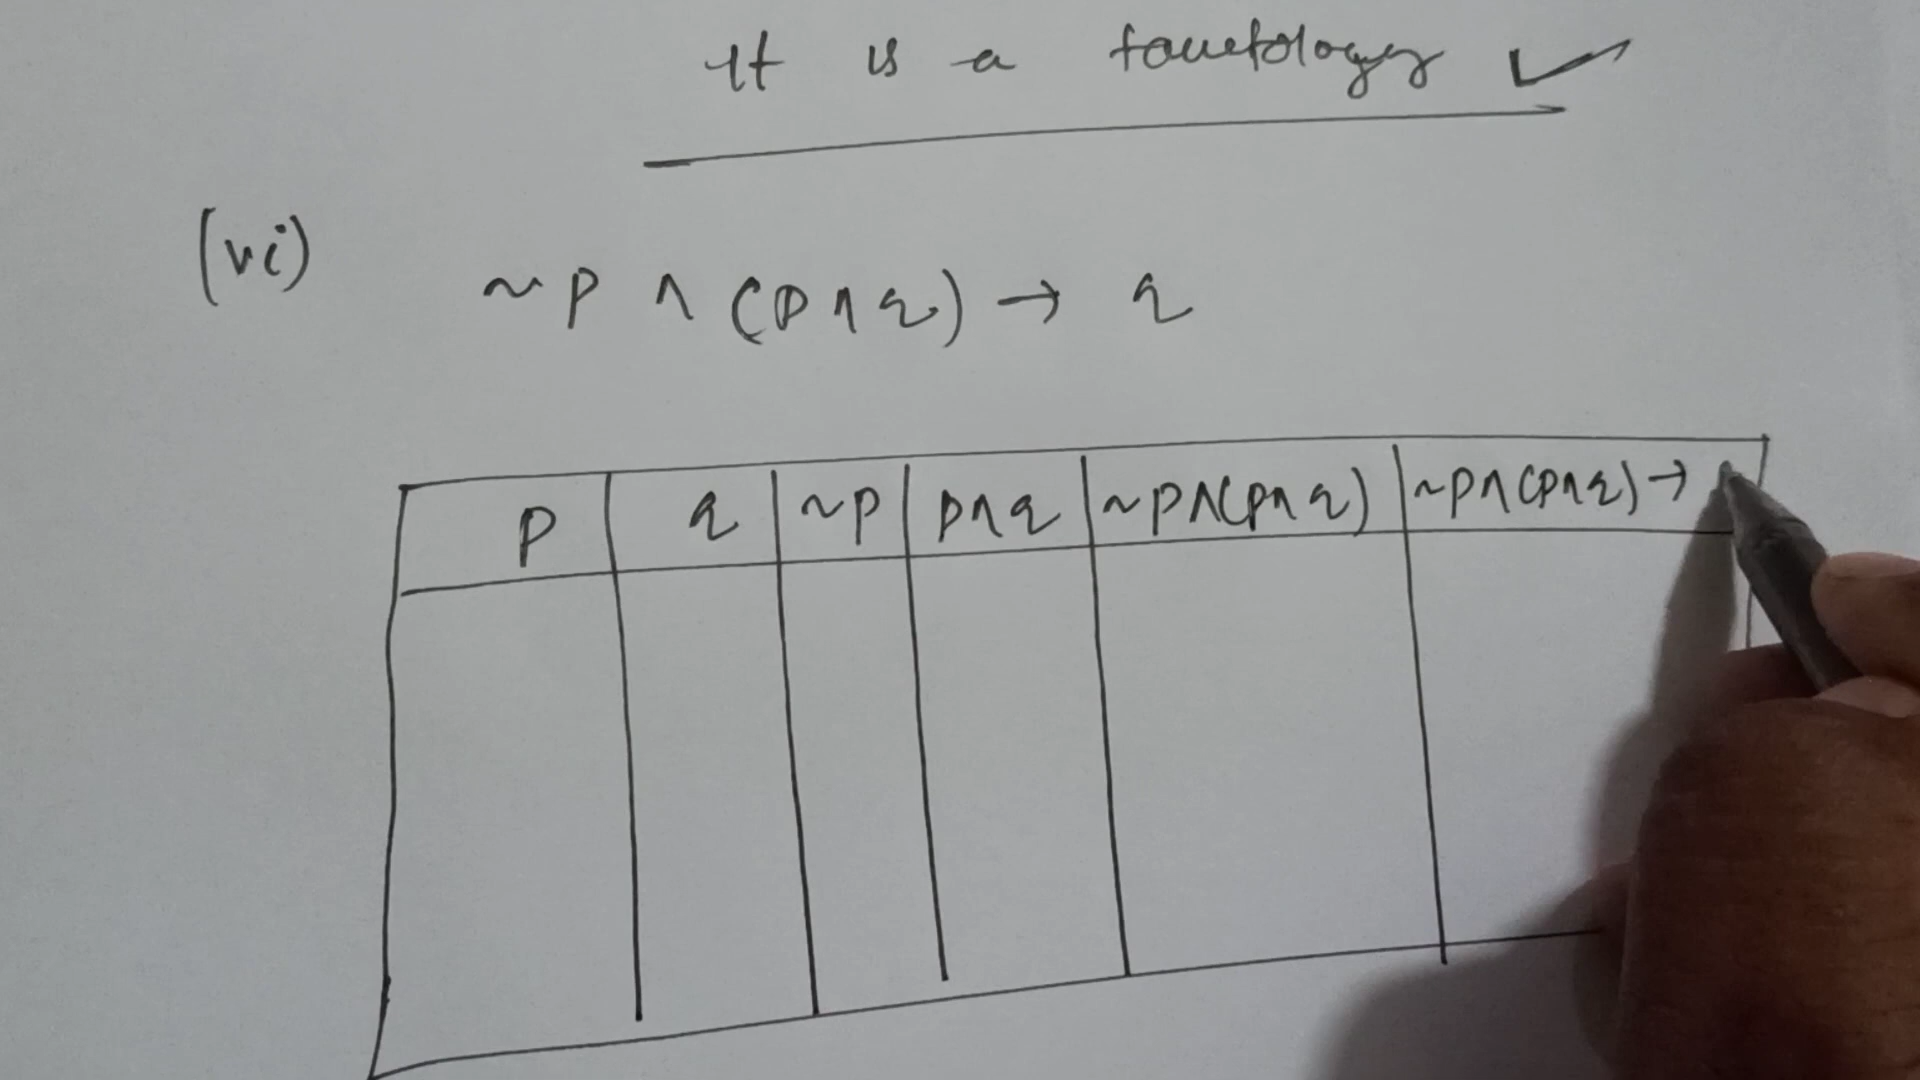 It is a tautology ✓
(vi)
~p ∧ (p ∧ q) → q
p q ~p p∧q ~p∧(p∧q) ~p∧(p∧q) →